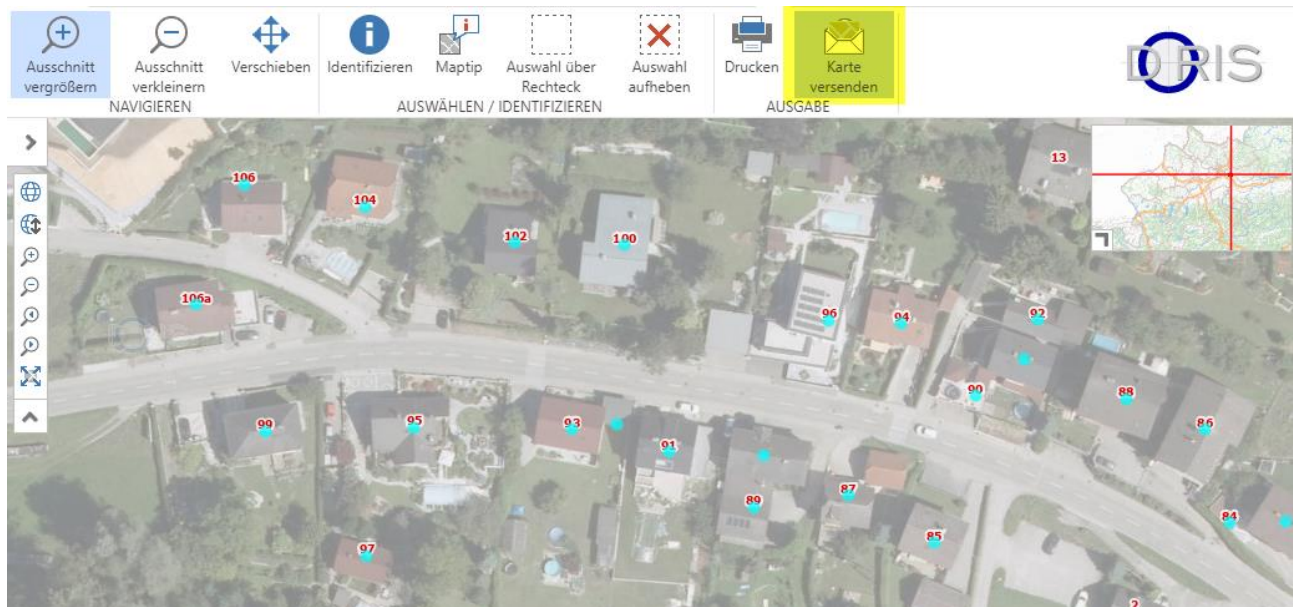 Ausschnitt
vergrößern
Ausschnitt
verkleinern
Verschieben
Identifizieren
Maptip
Auswahl über
Rechteck
Auswahl
aufheben
Drucken
Karte
versenden
NAVIGIEREN
AUSWÄHLEN / IDENTIFIZIEREN
AUSGABE
DORIS
13
106
104
102
100
106a
96
94
92
90
88
86
99
95
93
91
89
87
85
84
97
2